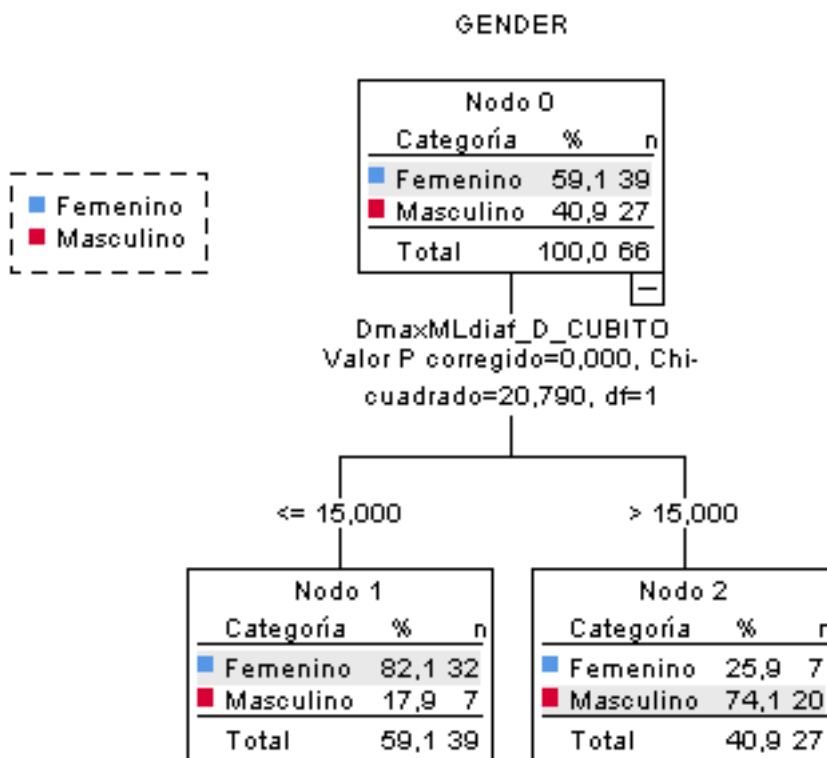 GENDER
Nodo 0
Categoría % n
Femenino 59,1 39
Masculino 40,9 27
Total 100,0 66
Femenino
Masculino
DmaxMLdiaf_D_CUBITO
Valor P corregido=0,000, Chi-
cuadrado=20,790, df=1
<= 15,000
> 15,000
Nodo 1
Categoría % n
Femenino 82,1 32
Masculino 17,9 7
Total 59,1 39
Nodo 2
Categoría % n
Femenino 25,9 7
Masculino 74,1 20
Total 40,9 27